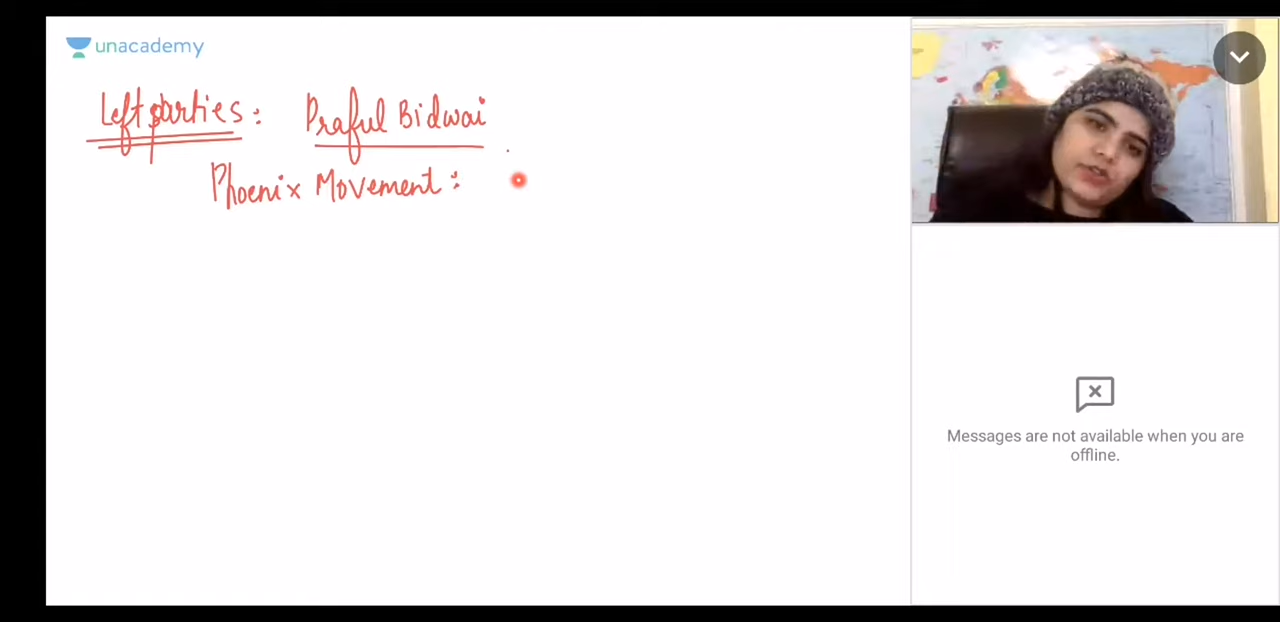 unacademy
Left parties : Praful Bidwai
Phoenix Movement :
Messages are not available when you are
offline.